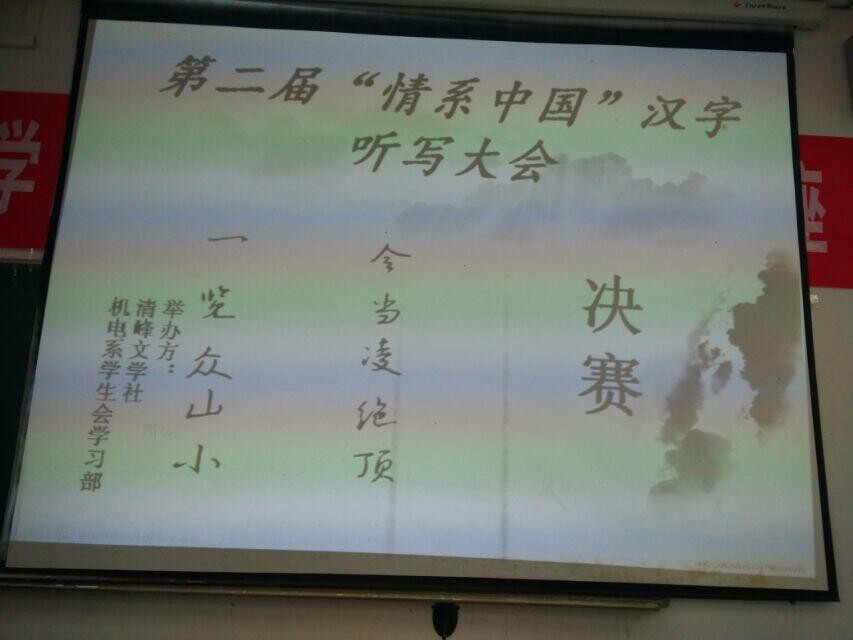 ThreeStars
第二届“情系中国”汉字
听写大会
决赛
会当凌绝顶
一览众山小
举办方：
清峰文学社
机电系学生会学习部
学